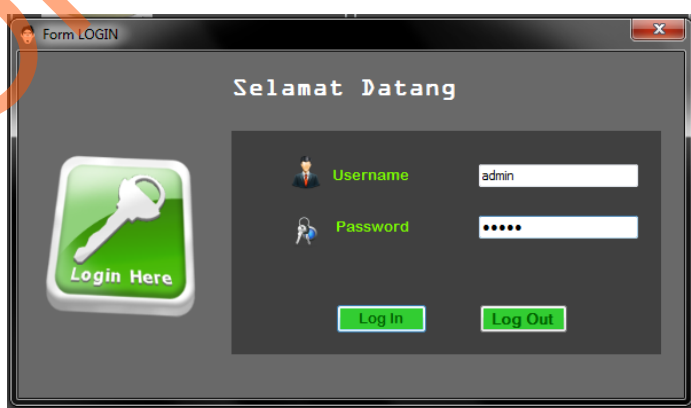 Form LOGIN
Selamat Datang
Username
admin
Password
•••••
Login Here
Log In
Log Out